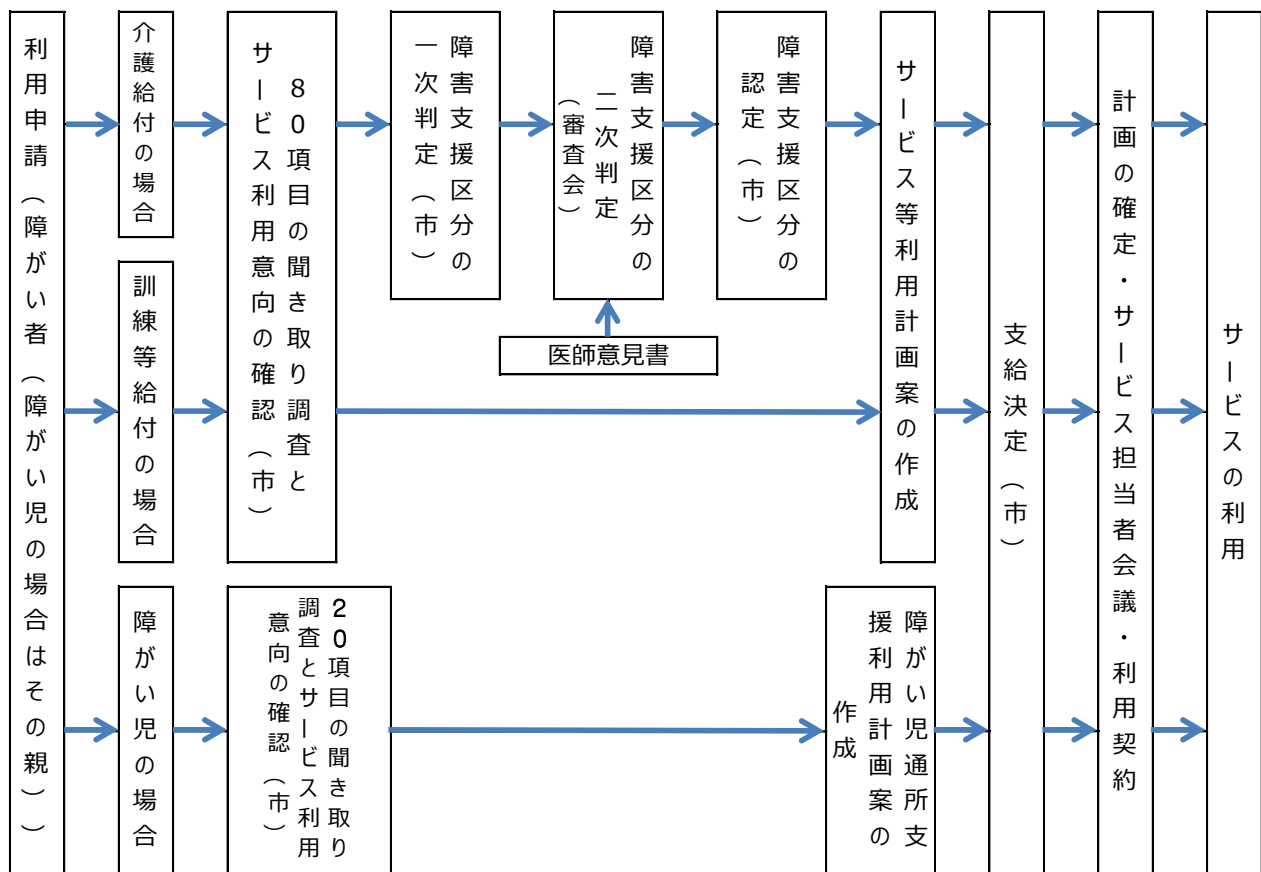 利用申請（障がい者（障がい児の場合はその親））
介護給付の場合
訓練等給付の場合
障がい児の場合
８０項目の聞き取り調査と
サービス利用意向の確認（市）
20項目の聞き取り
調査とサービス利用
意向の確認（市）
障害支援区分の
一次判定（市）
障害支援区分の
二次判定
（審査会）
医師意見書
障害支援区分の
認定（市）
サービス等利用計画案の作成
障がい児通所支
援利用計画案の
作成
支給決定（市）
計画の確定・サービス担当者会議・利用契約
サービスの利用